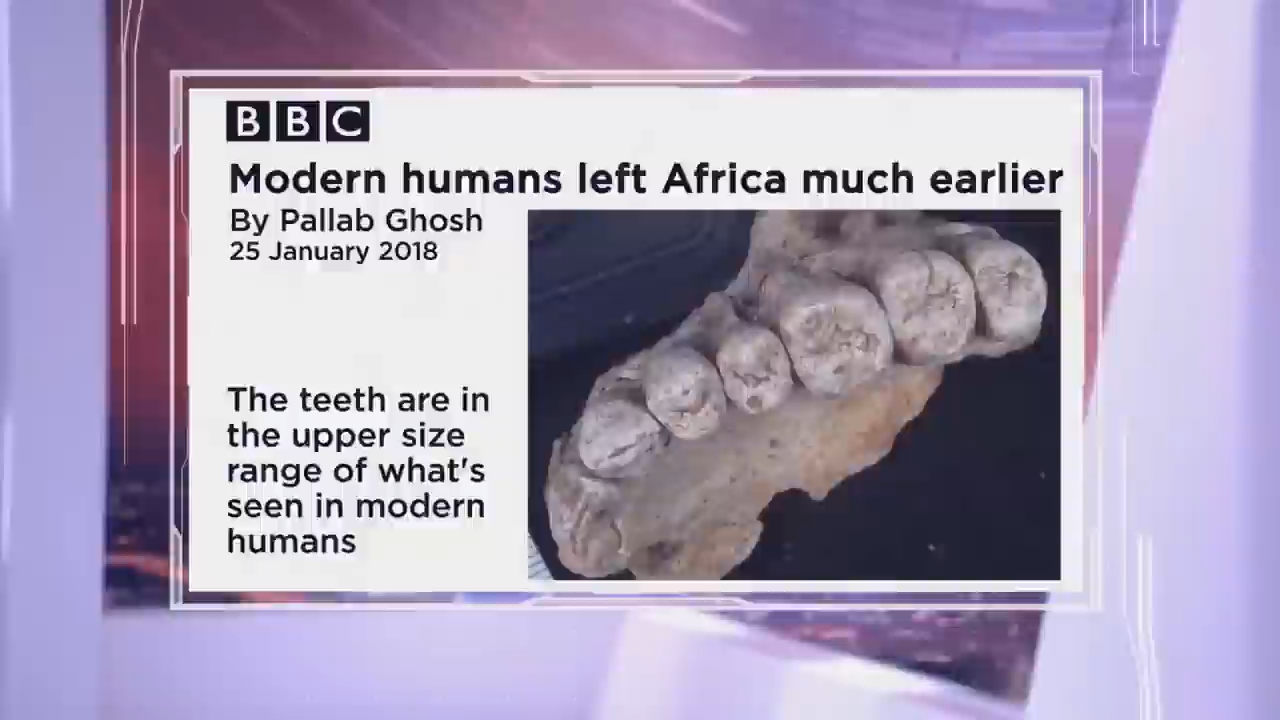 BBC
Modern humans left Africa much earlier
By Pallab Ghosh
25 January 2018
The teeth are in
the upper size
range of what's
seen in modern
humans